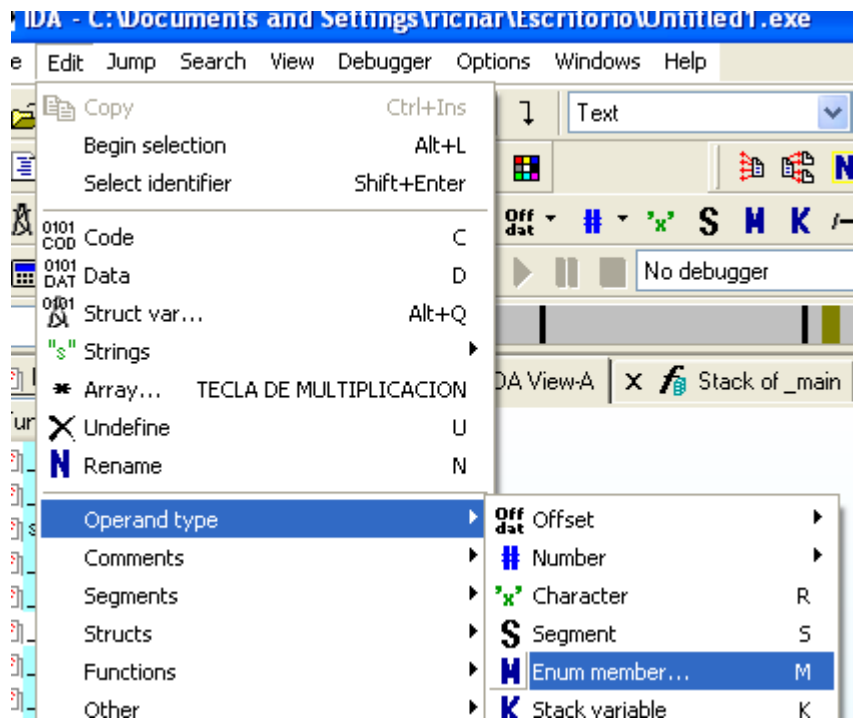 IDA - C:\Documents and Settings\richar\Escritorio\Untitled1.exe
e Edit Jump Search View Debugger Options Windows Help
Copy Ctrl+Ins
Text
Begin selection Alt+L
Select identifier Shift+Enter
N
Off dat # 'x' S M K
0101 COD Code C
0101 DAT Data D
No debugger
0101 Struct var... Alt+Q
"s" Strings
* Array... TECLA DE MULTIPLICACION
DA View-A X f Stack of _main
ur
Undefine U
N Rename N
Operand type
Off dat Offset
Comments
# Number
Segments
'x' Character R
Structs
S Segment S
Functions
M Enum member... M
Other
K Stack variable K